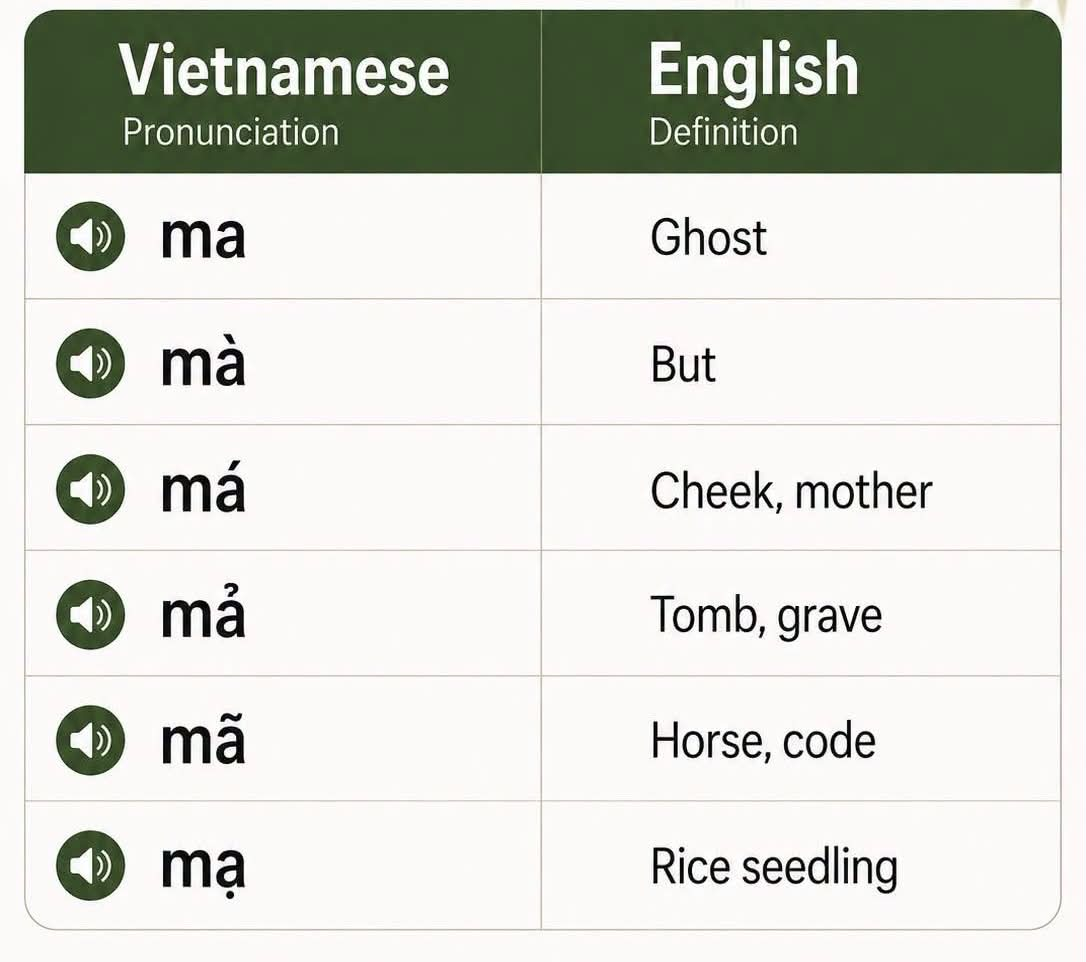 Vietnamese English
Pronunciation Definition
ma Ghost
mà But
má Cheek, mother
mả Tomb, grave
mã Horse, code
mạ Rice seedling